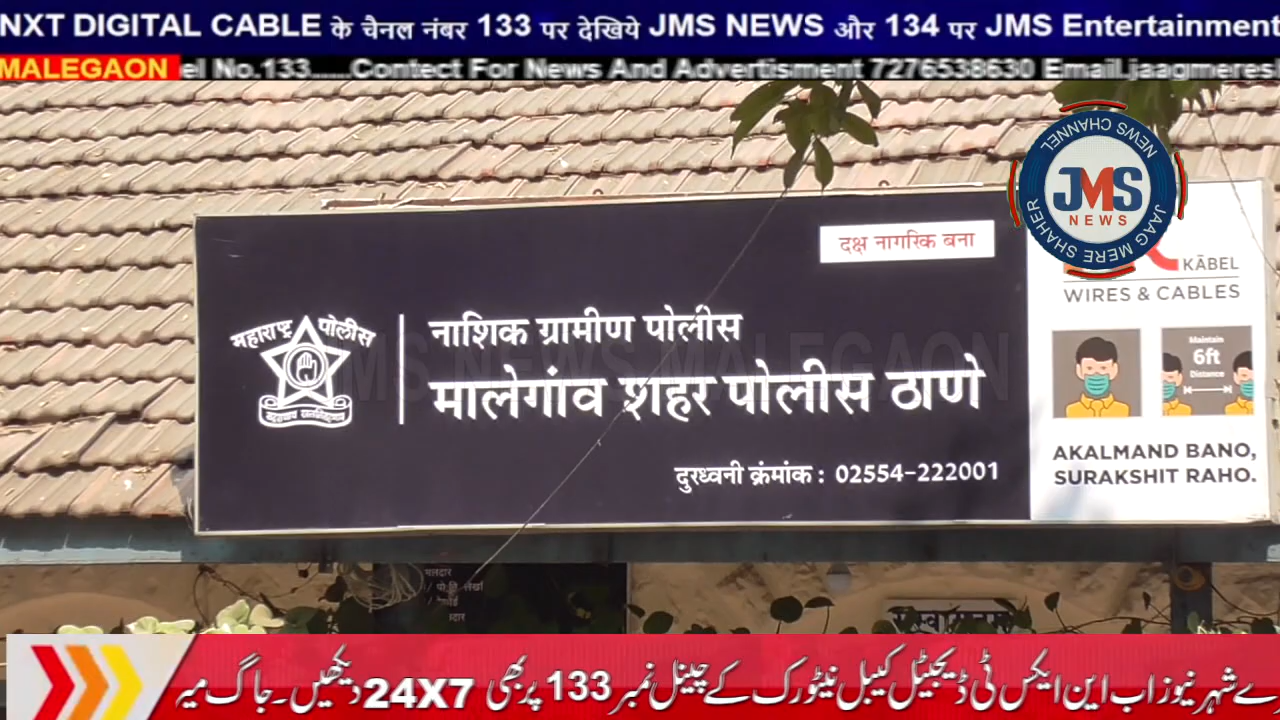 NXT DIGITAL CABLE के चैनल नंबर 133 पर देखिये JMS NEWS और 134 पर JMS Entertainment
MALEGAON el No.133.....Contect For News And Advertisment 7276538630 Email.jaagmeresh
NEWS CHANNEL
JMS
NEWS
JAAG MERE SHAHER
दक्ष नागरिक बना
महाराष्ट्र पोलीस
नाशिक ग्रामीण पोलीस
मालेगांव शहर पोलीस ठाणे
दुरध्वनी क्रंमांक : 02554-222001
JMS NEWS MALEGAON
KĀBEL
WIRES & CABLES
Maintain
6ft
Distance
AKALMAND BANO,
SURAKSHIT RAHO.
رے شہر نیوز اب این ایکس ٹی ڈیجیٹیل کیبل نیٹورک کے چینل نمبر 133 پر بھی 24X7 دیکھیں۔ جاگ میر